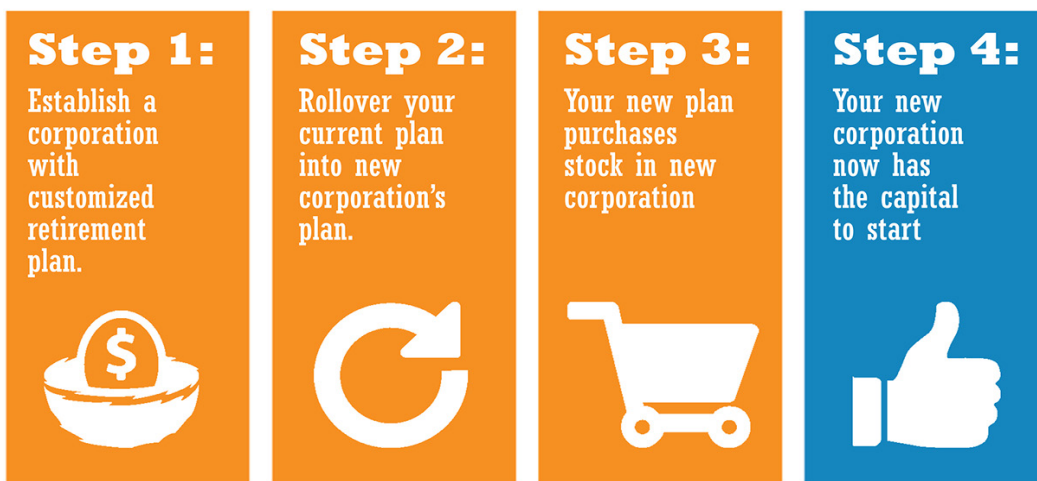 Step 1:
Establish a
corporation
with
customized
retirement
plan.
$
Step 2:
Rollover your
current plan
into new
corporation's
plan.
Step 3:
Your new plan
purchases
stock in new
corporation
Step 4:
Your new
corporation
now has
the capital
to start